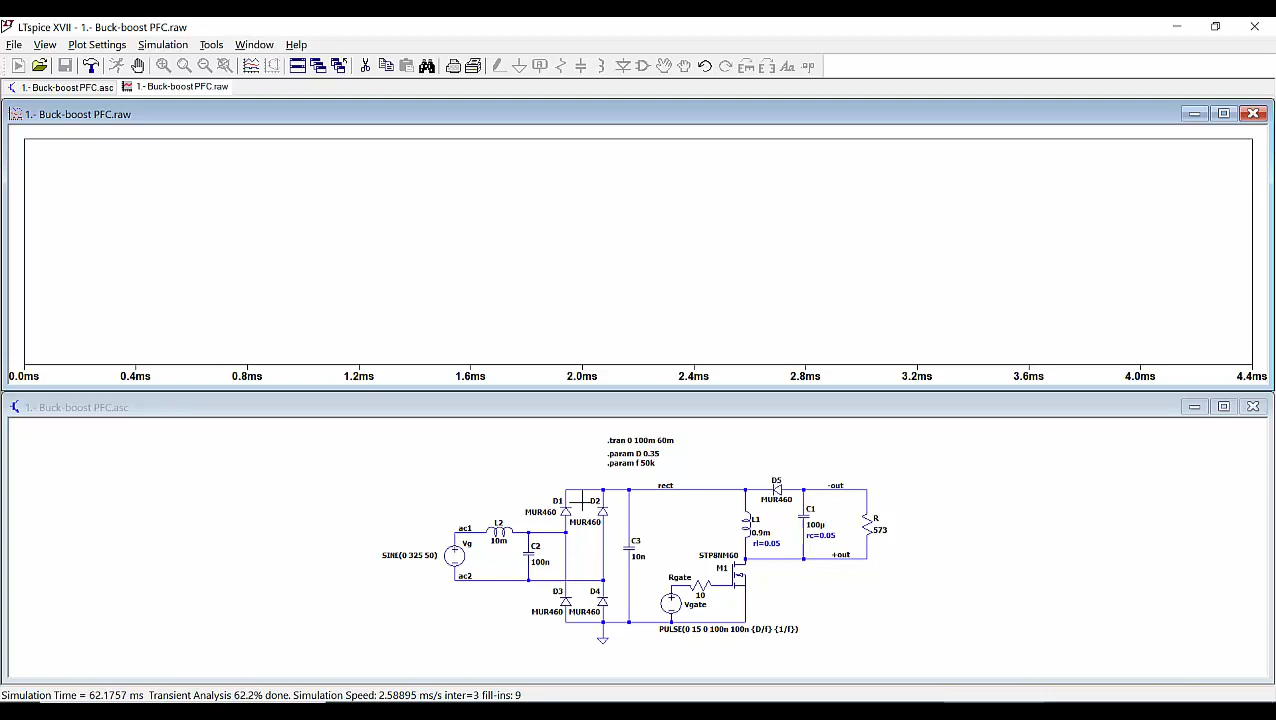 LTspice XVII - 1.- Buck-boost PFC.raw
File View Plot Settings Simulation Tools Window Help
1.- Buck-boost PFC.asc 1.- Buck-boost PFC.raw
1.- Buck-boost PFC.raw
0.0ms 0.4ms 0.8ms 1.2ms 1.6ms 2.0ms 2.4ms 2.8ms 3.2ms 3.6ms 4.0ms 4.4ms
1.- Buck-boost PFC.asc
.tran 0 100m 60m
.param D 0.35
.param f 50k
D5
MUR460
rect
-out
D1
MUR460
D2
MUR460
ac1
L2
10m
Vg
SINE(0 325 50)
ac2
C2
100n
C3
10n
L1
0.9m
rl=0.05
C1
100µ
rc=0.05
R
573
+out
STP8NM60
M1
Rgate
10
Vgate
D3
MUR460
D4
MUR460
PULSE(0 15 0 100n 100n {D/f} {1/f})
Simulation Time = 62.1757 ms Transient Analysis 62.2% done. Simulation Speed: 2.58895 ms/s inter=3 fill-ins: 9